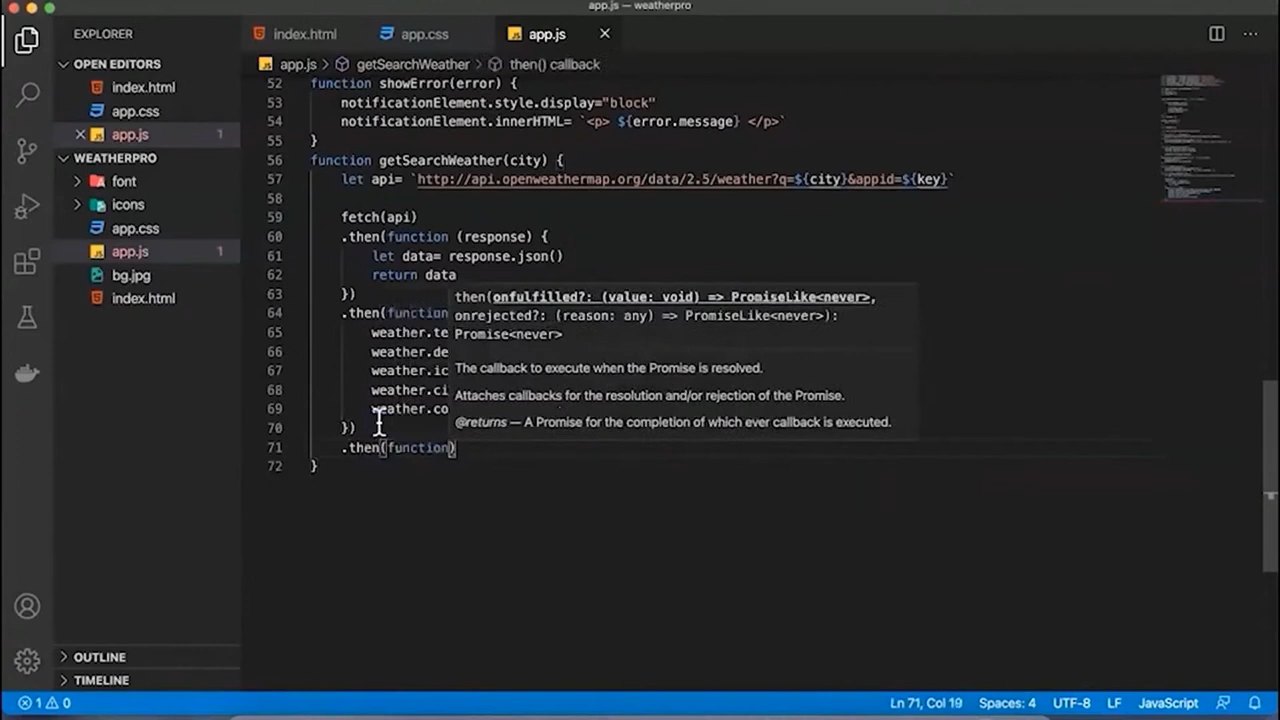 app.js — weatherpro
EXPLORER
OPEN EDITORS
index.html
app.css
app.js 1
WEATHERPRO
font
icons
app.css
app.js 1
bg.jpg
index.html
OUTLINE
TIMELINE
index.html app.css app.js
app.js > getSearchWeather > then() callback
52 function showError(error) {
53 notificationElement.style.display="block"
54 notificationElement.innerHTML= `<p> ${error.message} </p>`
55 }
56 function getSearchWeather(city) {
57 let api= `http://api.openweathermap.org/data/2.5/weather?q=${city}&appid=${key}`
58
59 fetch(api)
60 .then(function (response) {
61 let data= response.json()
62 return data
63 })
64 .then(function
65 weather.te
66 weather.de
67 weather.ic
68 weather.ci
69 weather.co
70 })
71 .then(function)
72 }
then(onfulfilled?: (value: void) => PromiseLike<never>,
onrejected?: (reason: any) => PromiseLike<never>):
Promise<never>
The callback to execute when the Promise is resolved.
Attaches callbacks for the resolution and/or rejection of the Promise.
@returns — A Promise for the completion of which ever callback is executed.
1 0
Ln 71, Col 19 Spaces: 4 UTF-8 LF JavaScript